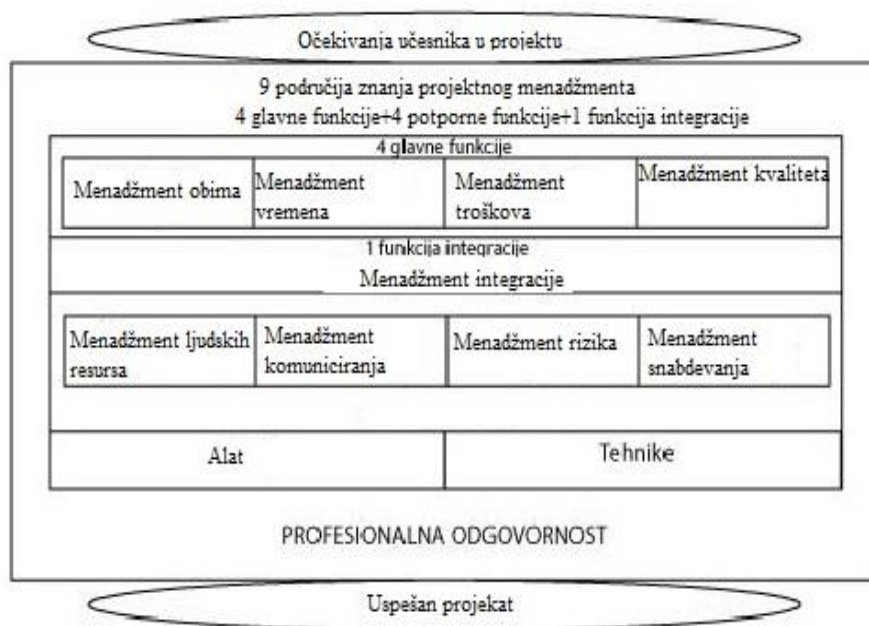 Očekivanja učesnika u projektu
9 područija znanja projektnog menadžmenta
4 glavne funkcije+4 potporne funkcije+1 funkcija integracije
4 glavne funkcije
Menadžment obima
Menadžment
vremena
Menadžment
troškova
Menadžment kvaliteta
1 funkcija integracije
Menadžment integracije
Menadžment ljudskih
resursa
Menadžment
komuniciranja
Menadžment rizika
Menadžment
snabdevanja
Alat
Tehnike
PROFESIONALNA ODGOVORNOST
Uspešan projekat